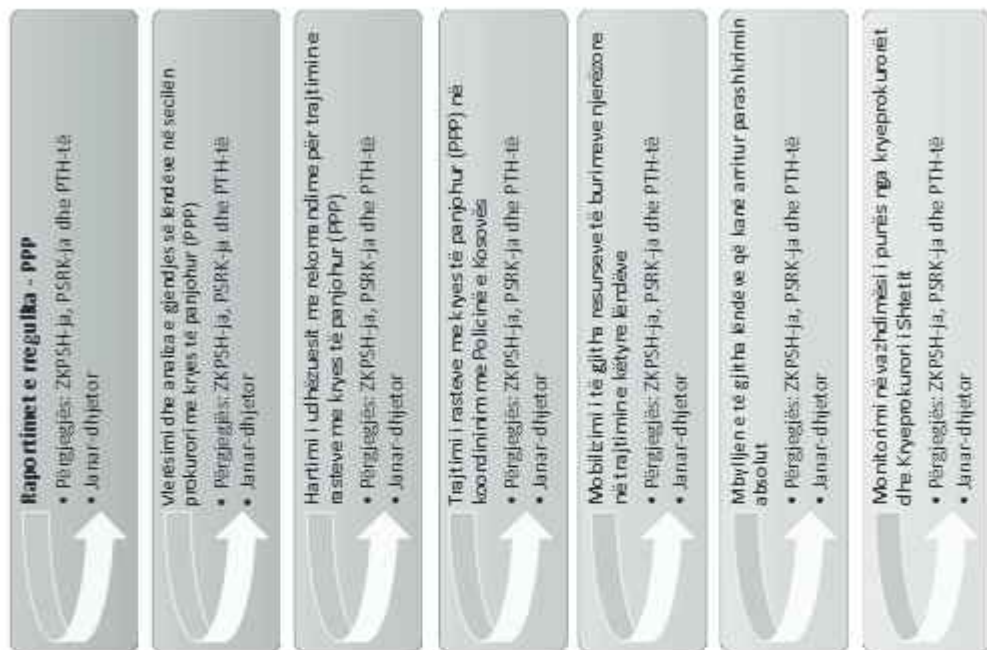 Raportimet e rregullta - PPP
• Përgjegjës: ZKPSH-ja, PSRK-ja dhe PTH-të
• Janar-dhjetor
Vlerësimi dhe analiza e gjendjes së lëndëve në secilën
prokurori me kryes të panjohur (PPP)
• Përgjegjës: ZKPSH-ja, PSRK-ja dhe PTH-të
• Janar-dhjetor
Hartimi i udhëzuesit me rekomandime për trajtimin e
rasteve me kryes të panjohur (PPP)
• Përgjegjës: ZKPSH-ja, PSRK-ja dhe PTH-të
• Janar-dhjetor
Trajtimi i rasteve me kryes të panjohur (PPP) në
koordinim me Policinë e Kosovës
• Përgjegjës: ZKPSH-ja, PSRK-ja dhe PTH-të
• Janar-dhjetor
Mobilizimi i të gjitha resurseve të burimeve njerëzore
në trajtimin e këtyre lëndëve
• Përgjegjës: ZKPSH-ja, PSRK-ja dhe PTH-të
• Janar-dhjetor
Mbylljen e të gjitha lëndëve që kanë arritur parashkrimin
absolut
• Përgjegjës: ZKPSH-ja, PSRK-ja dhe PTH-të
• Janar-dhjetor
Monitorimi në vazhdimësi i punës nga kryeprokurorët
dhe Kryeprokurori i Shtetit
• Përgjegjës: ZKPSH-ja, PSRK-ja dhe PTH-të
• Janar-dhjetor